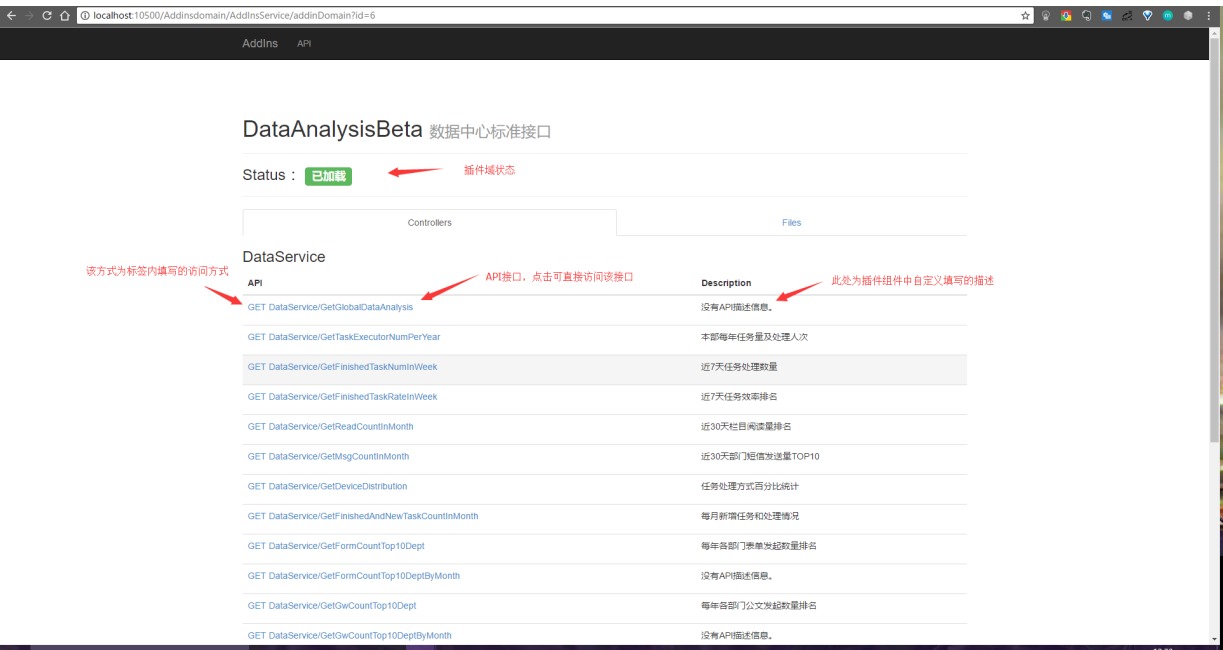 localhost:10500/Addinsdomain/AddInsService/addinDomain?id=6
AddIns API
DataAnalysisBeta 数据中心标准接口
Status： 已加载
插件域状态
Controllers Files
DataService
该方式为标签内填写的访问方式
API接口，点击可直接访问该接口
此处为插件组件中自定义填写的描述
API Description
GET DataService/GetGlobalDataAnalysis 没有API描述信息。
GET DataService/GetTaskExecutorNumPerYear 本部每年任务量及处理人次
GET DataService/GetFinishedTaskNumInWeek 近7天任务处理数量
GET DataService/GetFinishedTaskRateInWeek 近7天任务效率排名
GET DataService/GetReadCountInMonth 近30天栏目阅读量排名
GET DataService/GetMsgCountInMonth 近30天部门短信发送量TOP10
GET DataService/GetDeviceDistribution 任务处理方式百分比统计
GET DataService/GetFinishedAndNewTaskCountInMonth 每月新增任务和处理情况
GET DataService/GetFormCountTop10Dept 每年各部门表单发起数量排名
GET DataService/GetFormCountTop10DeptByMonth 没有API描述信息。
GET DataService/GetGwCountTop10Dept 每年各部门公文发起数量排名
GET DataService/GetGwCountTop10DeptByMonth 没有API描述信息。